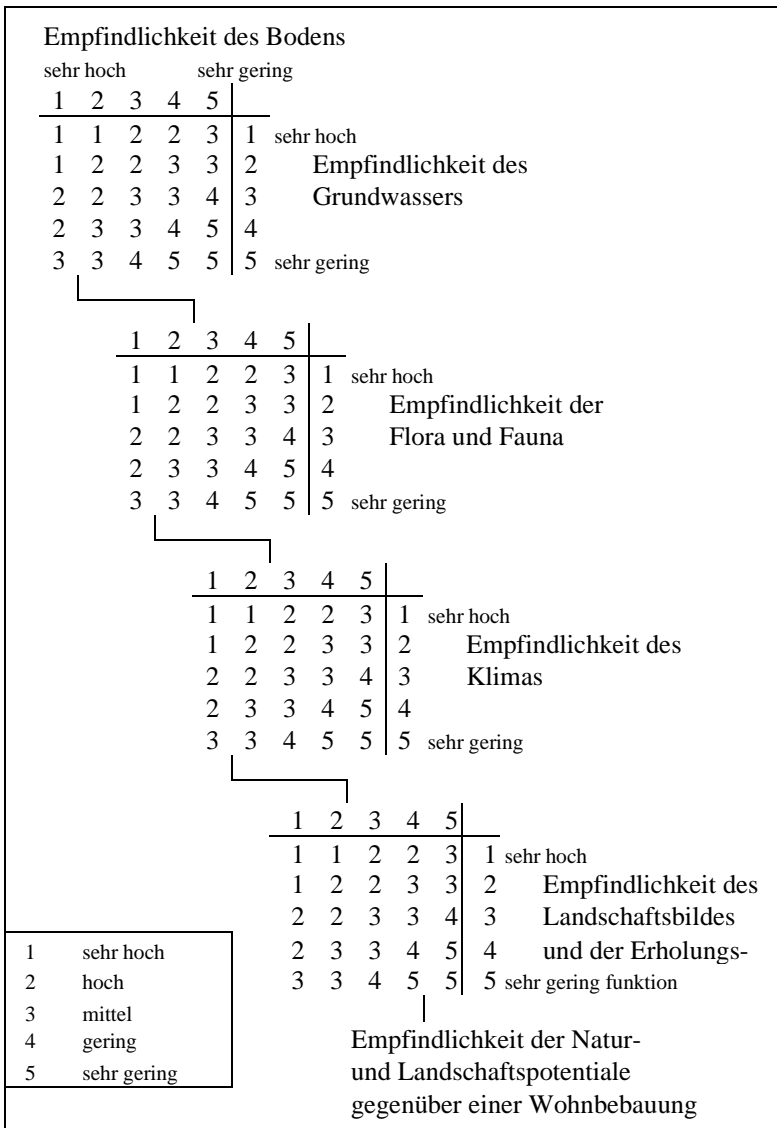 Empfindlichkeit des Bodens
sehr hoch sehr gering
1 2 3 4 5
1 1 2 2 3 1 sehr hoch
1 2 2 3 3 2 Empfindlichkeit des
2 2 3 3 4 3 Grundwassers
2 3 3 4 5 4
3 3 4 5 5 5 sehr gering
1 2 3 4 5
1 1 2 2 3 1 sehr hoch
1 2 2 3 3 2 Empfindlichkeit der
2 2 3 3 4 3 Flora und Fauna
2 3 3 4 5 4
3 3 4 5 5 5 sehr gering
1 2 3 4 5
1 1 2 2 3 1 sehr hoch
1 2 2 3 3 2 Empfindlichkeit des
2 2 3 3 4 3 Klimas
2 3 3 4 5 4
3 3 4 5 5 5 sehr gering
1 2 3 4 5
1 1 2 2 3 1 sehr hoch
1 2 2 3 3 2 Empfindlichkeit des
2 2 3 3 4 3 Landschaftsbildes
2 3 3 4 5 4 und der Erholungs-
3 3 4 5 5 5 sehr gering funktion
1 sehr hoch
2 hoch
3 mittel
4 gering
5 sehr gering
Empfindlichkeit der Natur-
und Landschaftspotentiale
gegenüber einer Wohnbebauung